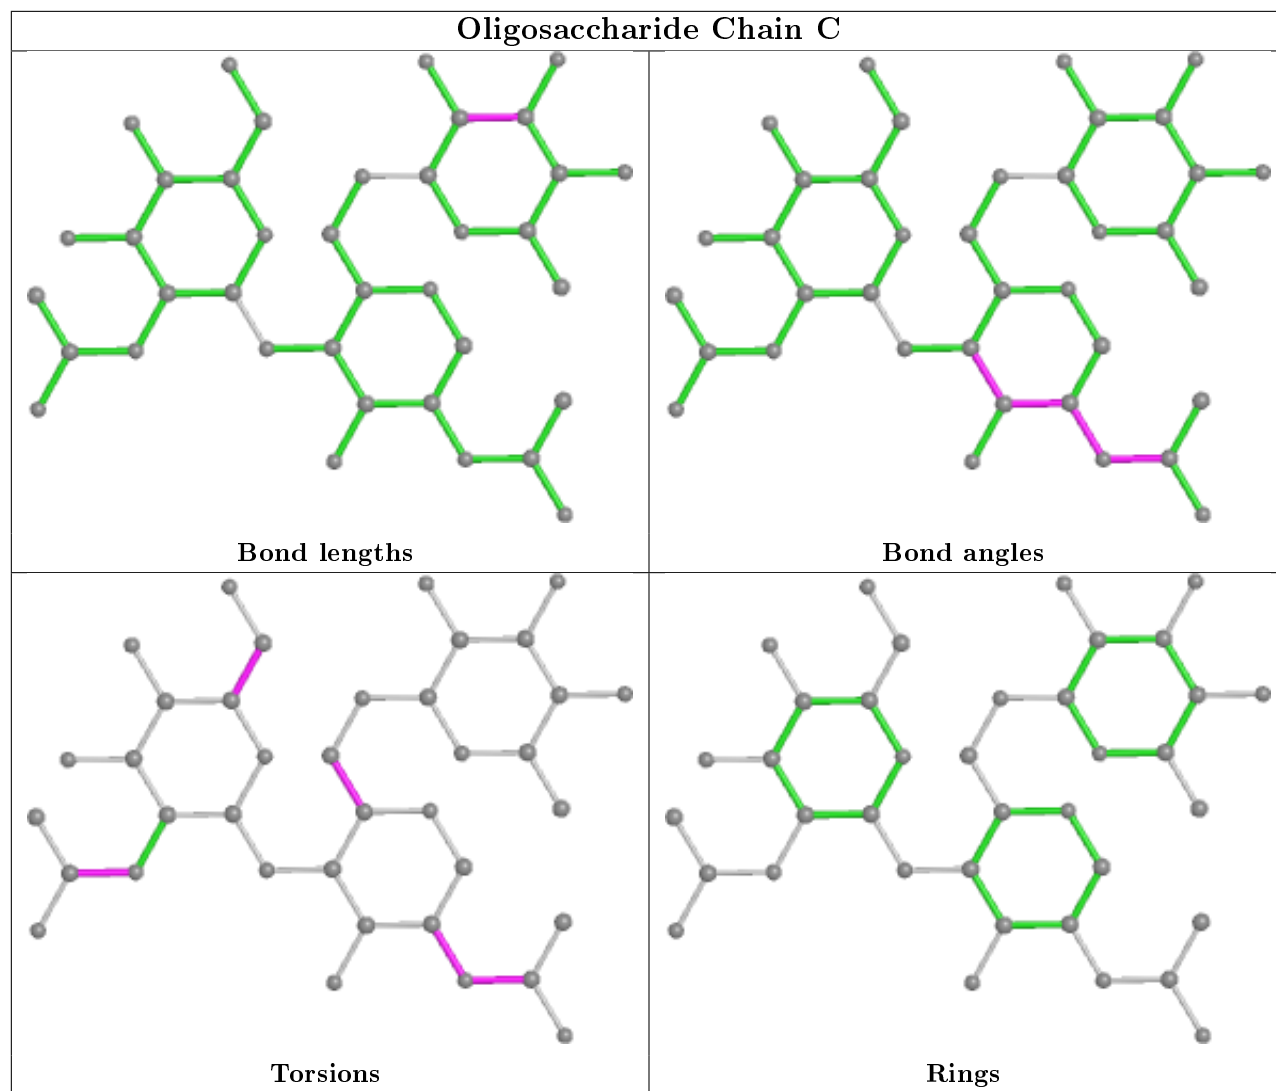 Oligosaccharide Chain C
Bond lengths
Bond angles
Torsions
Rings